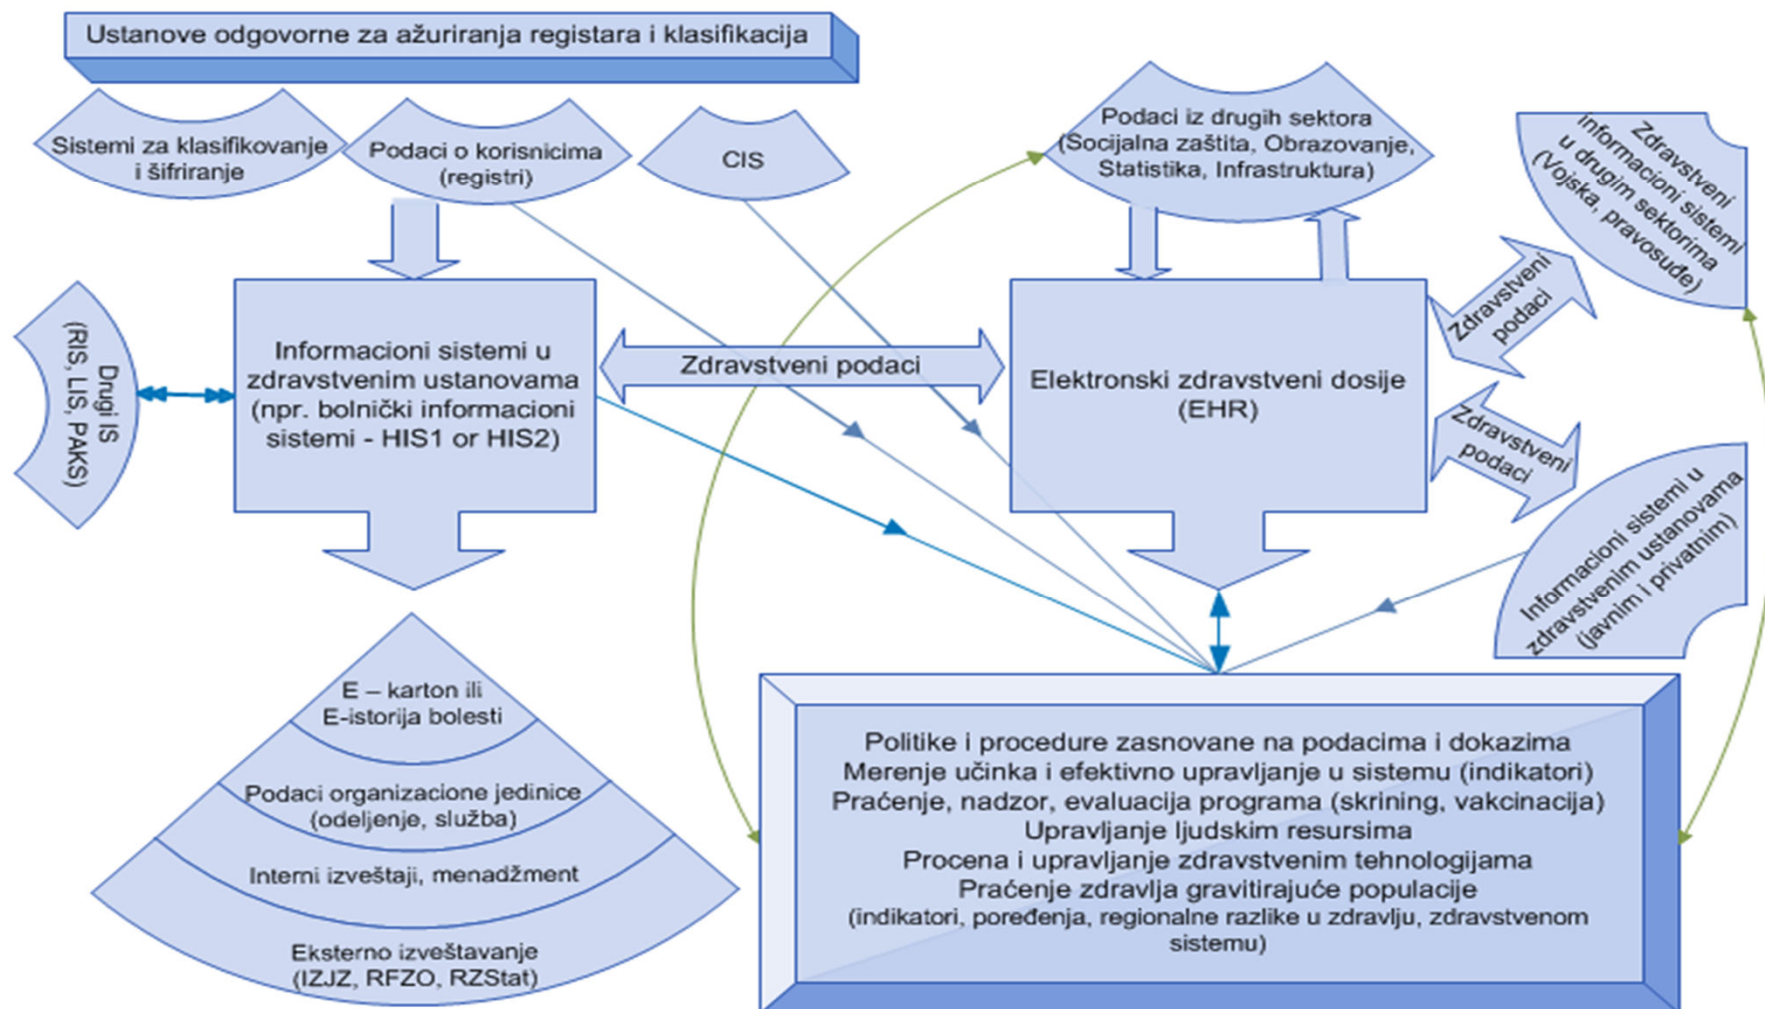 Ustanove odgovorne za ažuriranja registara i klasifikacija
Sistemi za klasifikovanje
i šifriranje
Podaci o korisnicima
(registri)
CIS
Podaci iz drugih sektora
(Socijalna zaštita, Obrazovanje,
Statistika, Infrastruktura)
Zdravstveni
informacioni sistemi
u drugim sektorima
(Vojska, pravosuđe)
Drugi IS
(RIS, LIS, PAKS)
Informacioni sistemi u
zdravstvenim ustanovama
(npr. bolnički informacioni
sistemi - HIS1 or HIS2)
Zdravstveni podaci
Elektronski zdravstveni dosije
(EHR)
Zdravstveni
podaci
Zdravstveni
podaci
Informacioni sistemi u
zdravstvenim ustanovama
(javnim i privatnim)
E – karton ili
E-istorija bolesti
Podaci organizacione jedinice
(odeljenje, služba)
Interni izveštaji, menadžment
Eksterno izveštavanje
(IZJZ, RFZO, RZStat)
Politike i procedure zasnovane na podacima i dokazima
Merenje učinka i efektivno upravljanje u sistemu (indikatori)
Praćenje, nadzor, evaluacija programa (skrining, vakcinacija)
Upravljanje ljudskim resursima
Procena i upravljanje zdravstvenim tehnologijama
Praćenje zdravlja gravitirajuće populacije
(indikatori, poređenja, regionalne razlike u zdravlju, zdravstvenom
sistemu)